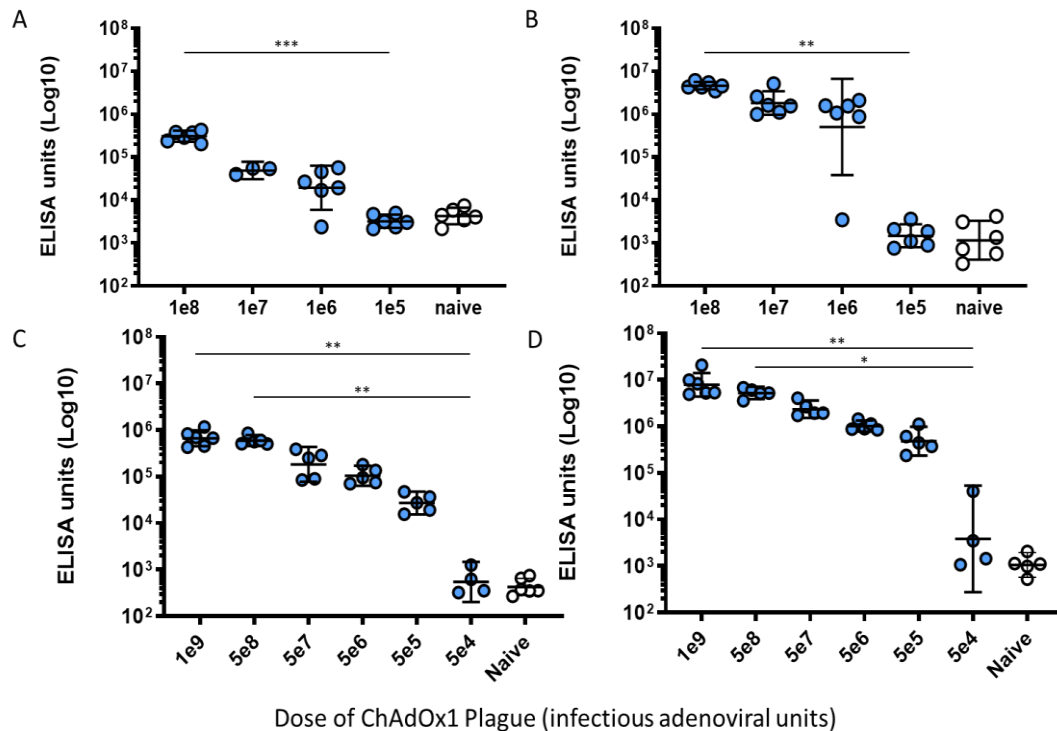 A
ELISA units (Log10)
10⁸
10⁷
10⁶
10⁵
10⁴
10³
10²
***
1e8 1e7 1e6 1e5 naive
B
ELISA units (Log10)
10⁸
10⁷
10⁶
10⁵
10⁴
10³
10²
**
1e8 1e7 1e6 1e5 naive
C
ELISA units (Log10)
10⁸
10⁷
10⁶
10⁵
10⁴
10³
10²
**
**
1e9 5e8 5e7 5e6 5e5 5e4 Naive
D
ELISA units (Log10)
10⁸
10⁷
10⁶
10⁵
10⁴
10³
10²
**
*
1e9 5e8 5e7 5e6 5e5 5e4 Naive
Dose of ChAdOx1 Plague (infectious adenoviral units)